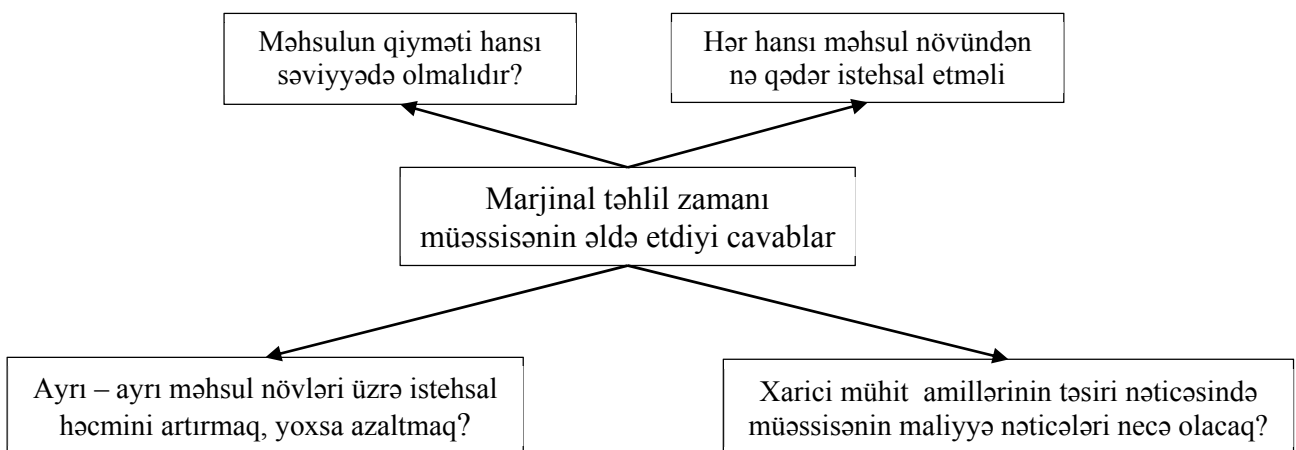 Məhsulun qiyməti hansı
səviyyədə olmalıdır?
Hər hansı məhsul növündən
nə qədər istehsal etməli
Marjinal təhlil zamanı
müəssisənin əldə etdiyi cavablar
Ayrı – ayrı məhsul növləri üzrə istehsal
həcmini artırmaq, yoxsa azaltmaq?
Xarici mühit amillərinin təsiri nəticəsində
müəssisənin maliyyə nəticələri necə olacaq?